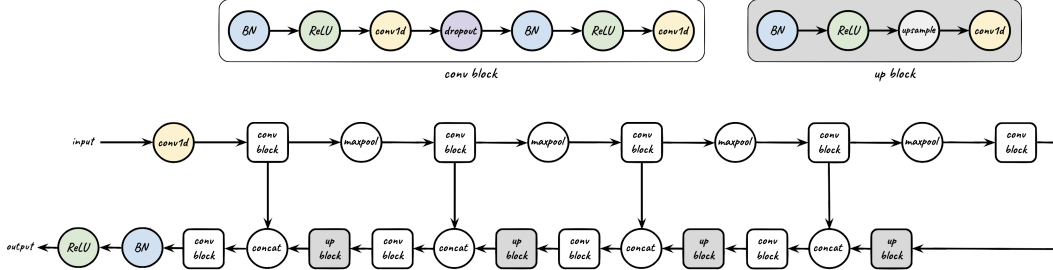 BN ReLU conv1d dropout BN ReLU conv1d
conv block
BN ReLU upsample conv1d
up block
input conv1d conv block maxpool conv block maxpool conv block maxpool conv block maxpool conv block
output ReLU BN conv block concat up block conv block concat up block conv block concat up block conv block concat up block